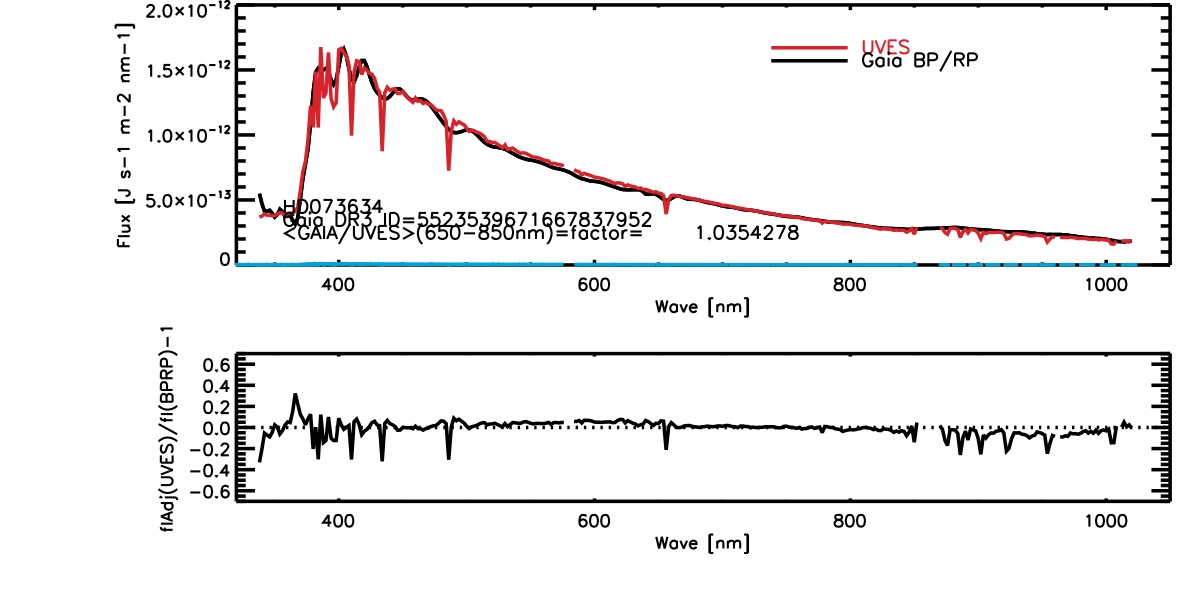 2.0×10−12
1.5×10−12
1.0×10−12
5.0×10−13
0
Flux [J s−1 m−2 nm−1]
UVES
Gaia BP/RP
HD073634
Gaia DR3 ID=5523539671667837952
<GAIA/UVES>(650−850nm)=factor= 1.0354278
400 600 800 1000
Wave [nm]
flAdj(UVES)/fl(BPRP)−1
0.6
0.4
0.2
0.0
−0.2
−0.4
−0.6
400 600 800 1000
Wave [nm]